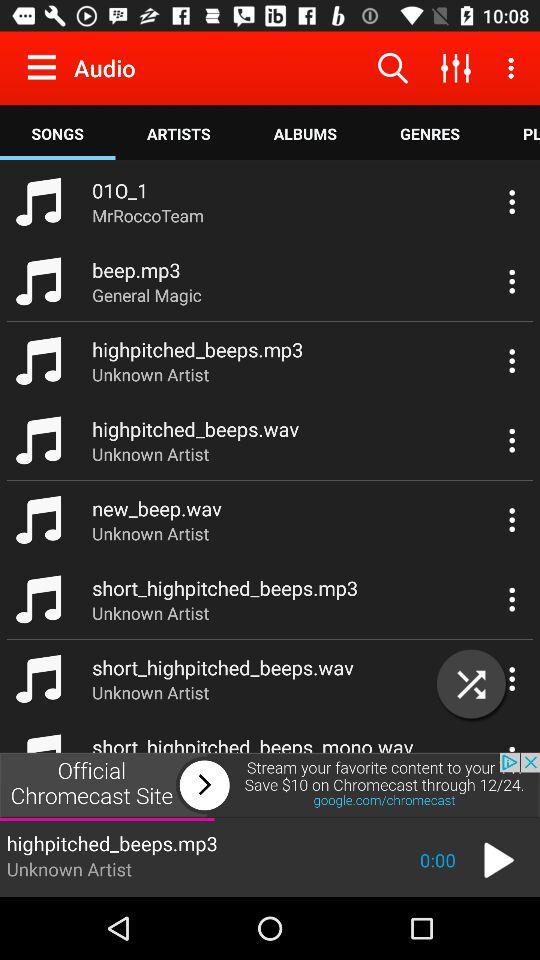 10:08
Audio
SONGS ARTISTS ALBUMS GENRES PL
01O_1
MrRoccoTeam
beep.mp3
General Magic
highpitched_beeps.mp3
Unknown Artist
highpitched_beeps.wav
Unknown Artist
new_beep.wav
Unknown Artist
short_highpitched_beeps.mp3
Unknown Artist
short_highpitched_beeps.wav
Unknown Artist
short_highpitched_beeps_mono.wav
Official
Chromecast Site
Stream your favorite content to your
Save $10 on Chromecast through 12/24.
google.com/chromecast
highpitched_beeps.mp3
Unknown Artist
0:00